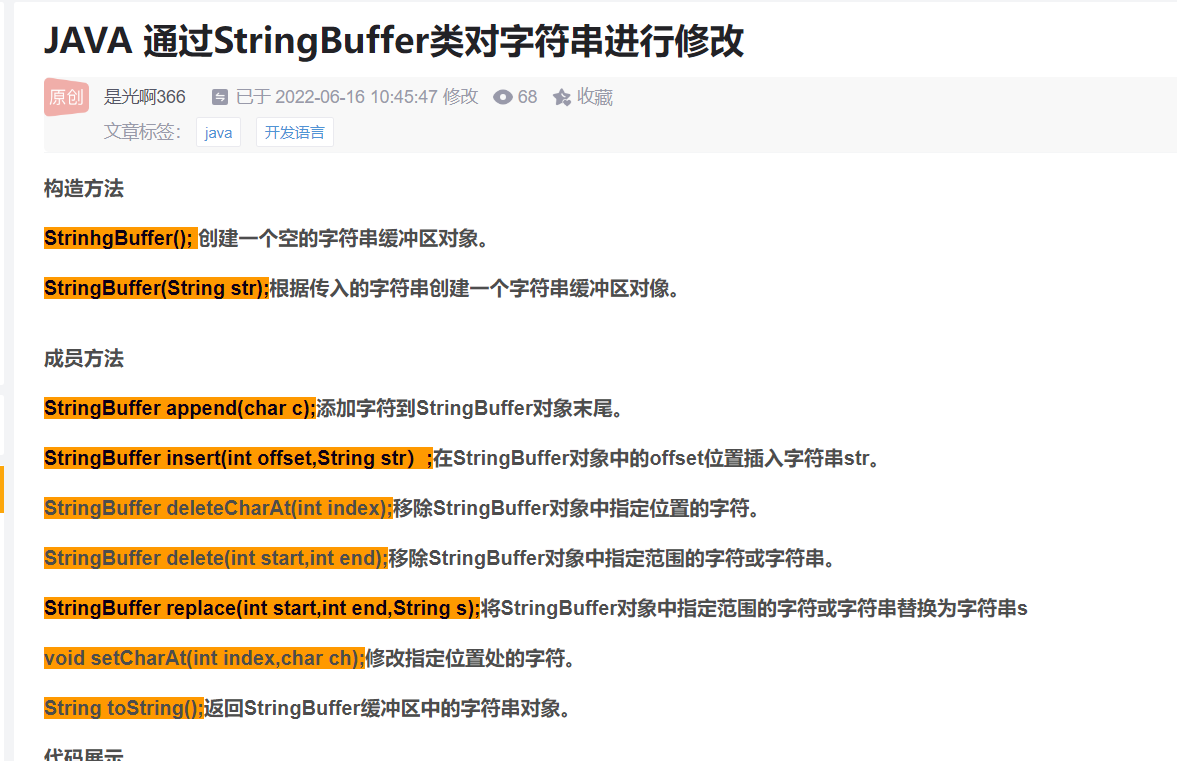 JAVA 通过StringBuffer类对字符串进行修改
原创 是光啊366 已于 2022-06-16 10:45:47 修改 68 收藏
文章标签： java 开发语言
构造方法
StrinhgBuffer(); 创建一个空的字符串缓冲区对象。
StringBuffer(String str);根据传入的字符串创建一个字符串缓冲区对像。
成员方法
StringBuffer append(char c);添加字符到StringBuffer对象末尾。
StringBuffer insert(int offset,String str）;在StringBuffer对象中的offset位置插入字符串str。
StringBuffer deleteCharAt(int index);移除StringBuffer对象中指定位置的字符。
StringBuffer delete(int start,int end);移除StringBuffer对象中指定范围的字符或字符串。
StringBuffer replace(int start,int end,String s);将StringBuffer对象中指定范围的字符或字符串替换为字符串s
void setCharAt(int index,char ch);修改指定位置处的字符。
String toString();返回StringBuffer缓冲区中的字符串对象。
代码展示